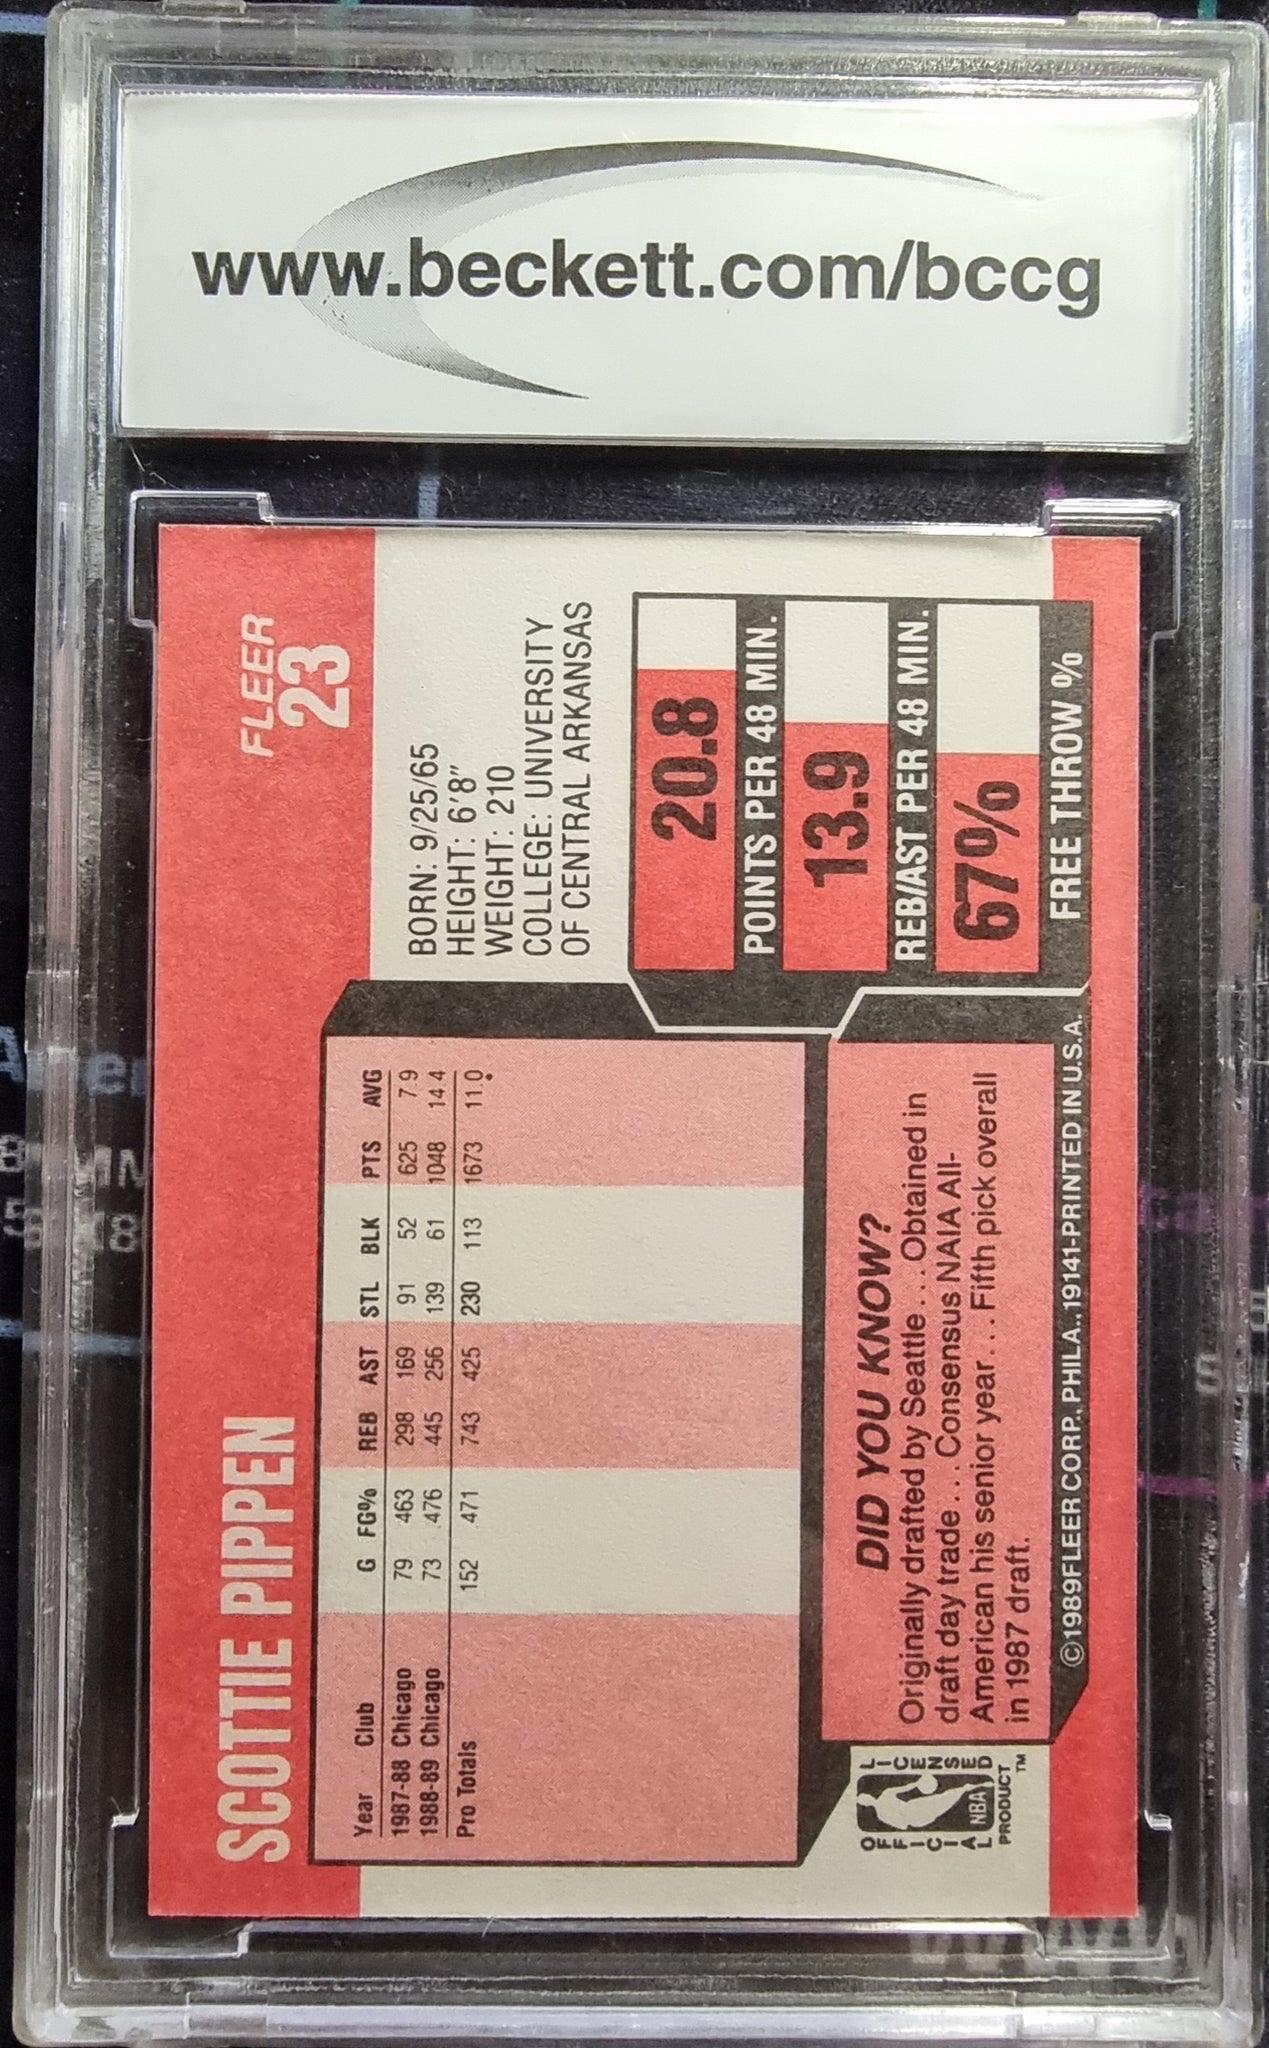 www.beckett.com/bccg
SCOTTIE PIPPEN
FLEER
23
BORN: 9/25/65
HEIGHT: 6'8"
WEIGHT: 210
COLLEGE: UNIVERSITY
OF CENTRAL ARKANSAS
Year Club G FG% REB AST STL BLK PTS AVG
1987-88 Chicago 79 .463 298 169 91 52 625 7.9
1988-89 Chicago 73 .476 445 256 139 61 1048 14.4
Pro Totals 152 .471 743 425 230 113 1673 11.0
20.8
POINTS PER 48 MIN.
13.9
REB/AST PER 48 MIN.
67%
FREE THROW %
DID YOU KNOW?
Originally drafted by Seattle... Obtained in
draft day trade... Consensus NAIA All-
American his senior year... Fifth pick overall
in 1987 draft.
OFFICIAL LICENSED
NBA
PRODUCT™
©1989FLEER CORP., PHILA., 19141-PRINTED IN U.S.A.